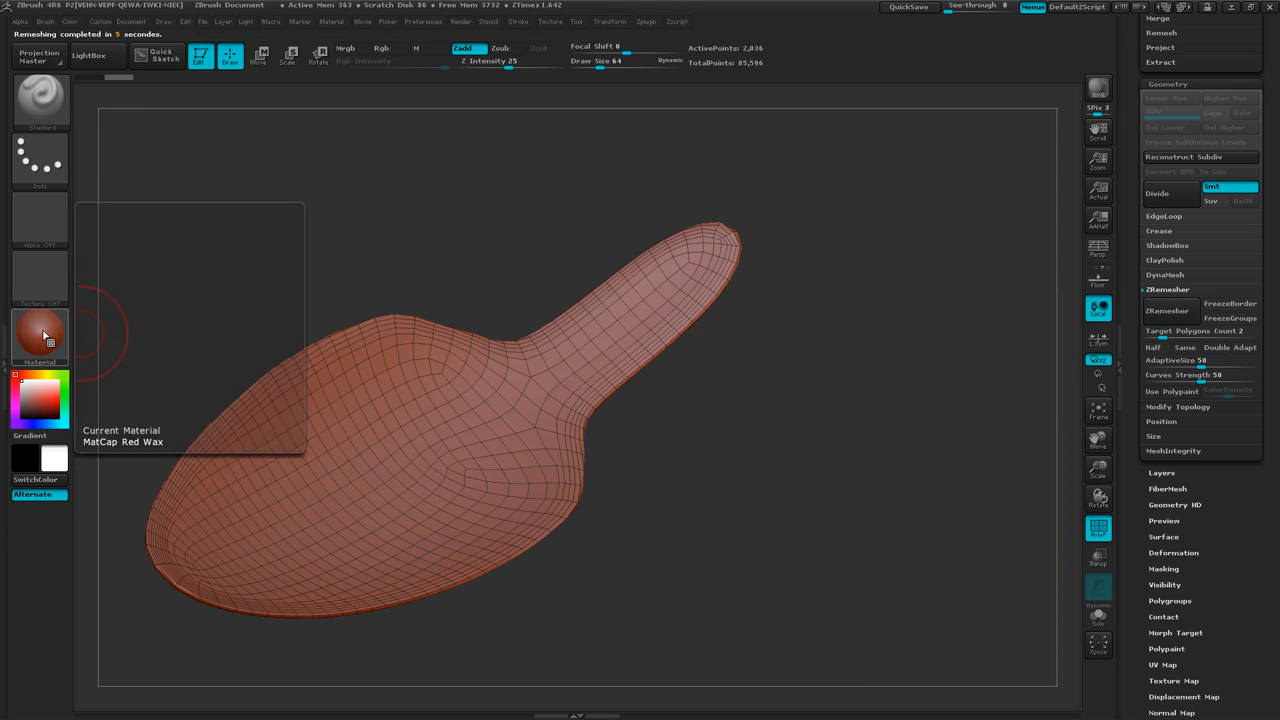 ZBrush 4R6 P2[VEHN-VEPF-QEWA-IWKI-NIEC]
ZBrush Document
• Active Mem 363 • Scratch Disk 86 • Free Mem 3732 • ZTime▸1.642
QuickSave
See-through 0
Menus
DefaultZScript
Alpha
Brush
Color
Custom
Document
Draw
Edit
File
Layer
Light
Macro
Marker
Material
Movie
Picker
Preferences
Render
Stencil
Stroke
Texture
Tool
Transform
Zplugin
Zscript
Remeshing completed in 5 seconds.
Projection
Master
LightBox
Quick
Sketch
Edit
Draw
Move
Scale
Rotate
Mrgb
Rgb
M
Rgb Intensity
Zadd
Zsub
Zcut
Z Intensity 25
Focal Shift 0
Draw Size 64
Dynamic
ActivePoints: 2,036
TotalPoints: 85,596
Standard
Dots
Alpha Off
Texture Off
Material
Gradient
SwitchColor
Alternate
Current Material
MatCap Red Wax
BPR
SPix 3
Scroll
Zoom
Actual
AAHalf
Persp
Floor
Local
L.Sym
XYZ
Frame
Move
Scale
Rotate
PolyF
Transp
Dynamic
Solo
Xpose
Merge
Remesh
Project
Extract
Geometry
Lower Res
Higher Res
SDiv
Cage
Del Lower
Del Higher
Freeze SubDivision Levels
Reconstruct Subdiv
Convert BPR To Geo
Divide
Smt
Suv
EdgeLoop
Crease
ShadowBox
ClayPolish
DynaMesh
ZRemesher
ZRemesher
FreezeBorder
FreezeGroups
Target Polygons Count 2
Half
Same
Double
Adapt
AdaptiveSize 50
Curves Strength 50
Use Polypaint
ColorDensity
Modify Topology
Position
Size
MeshIntegrity
Layers
FiberMesh
Geometry HD
Preview
Surface
Deformation
Masking
Visibility
Polygroups
Contact
Morph Target
Polypaint
UV Map
Texture Map
Displacement Map
Normal Map